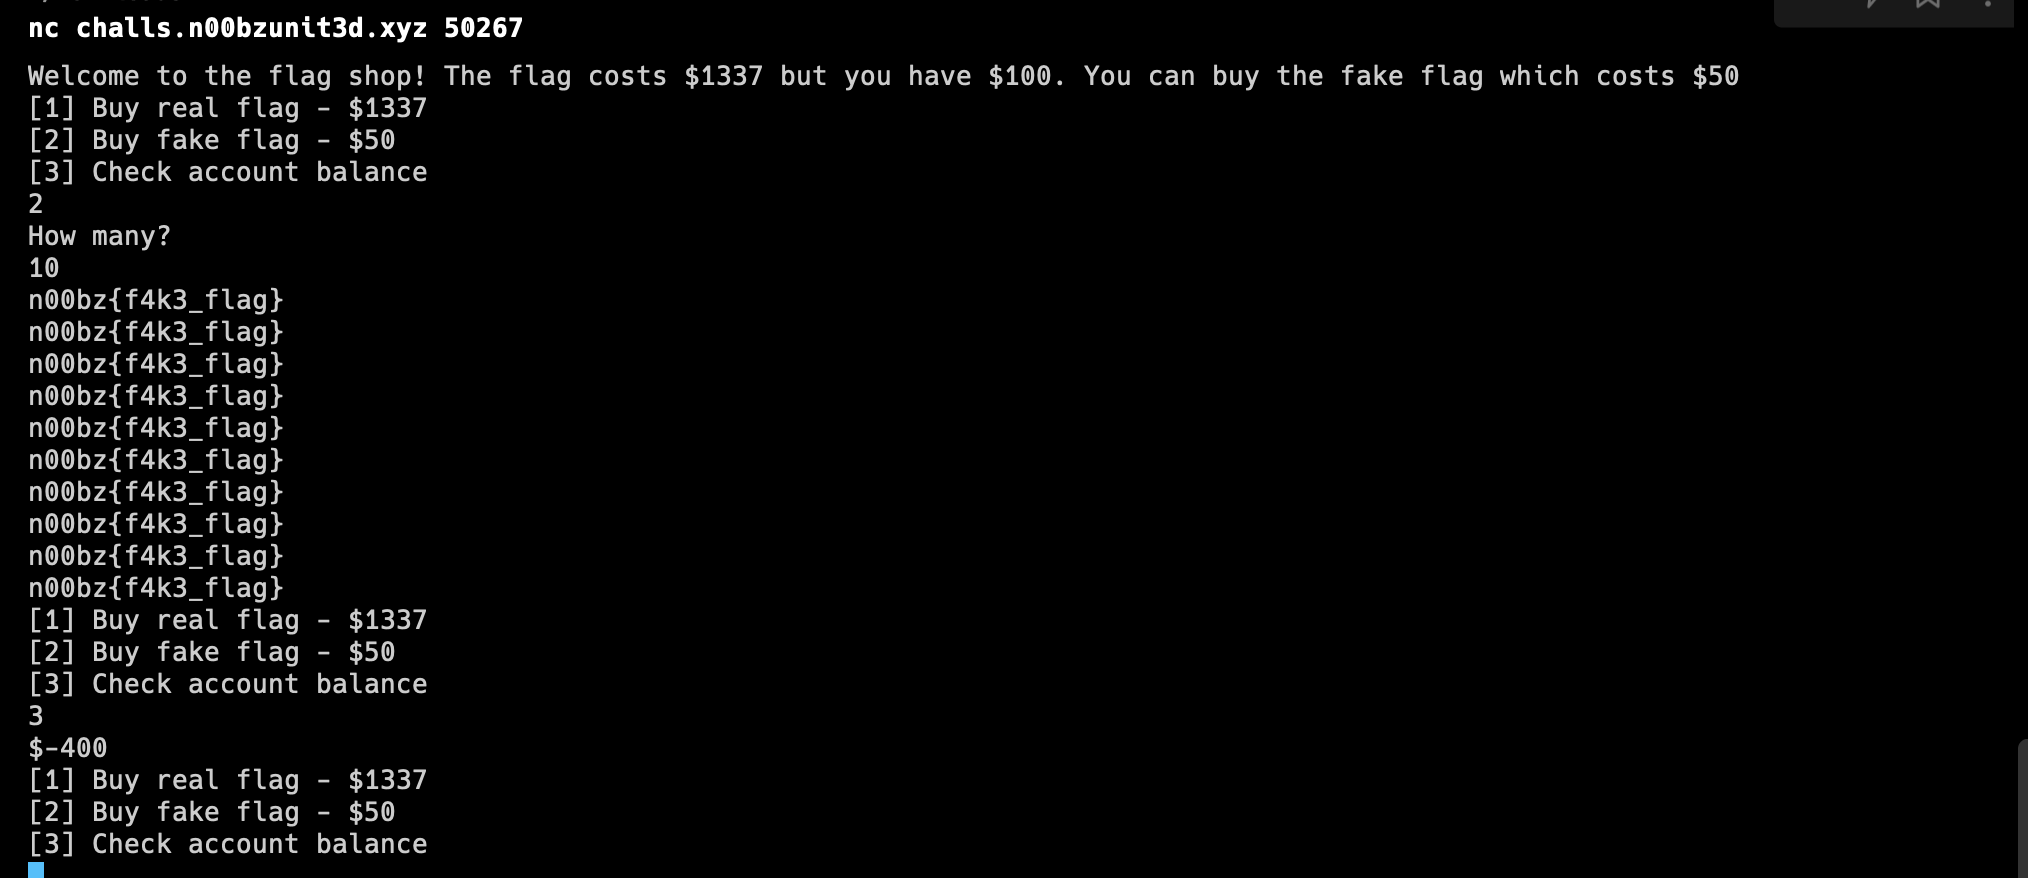 nc challs.n00bzunit3d.xyz 50267
Welcome to the flag shop! The flag costs $1337 but you have $100. You can buy the fake flag which costs $50
[1] Buy real flag - $1337
[2] Buy fake flag - $50
[3] Check account balance
2
How many?
10
n00bz{f4k3_flag}
n00bz{f4k3_flag}
n00bz{f4k3_flag}
n00bz{f4k3_flag}
n00bz{f4k3_flag}
n00bz{f4k3_flag}
n00bz{f4k3_flag}
n00bz{f4k3_flag}
n00bz{f4k3_flag}
n00bz{f4k3_flag}
[1] Buy real flag - $1337
[2] Buy fake flag - $50
[3] Check account balance
3
$-400
[1] Buy real flag - $1337
[2] Buy fake flag - $50
[3] Check account balance